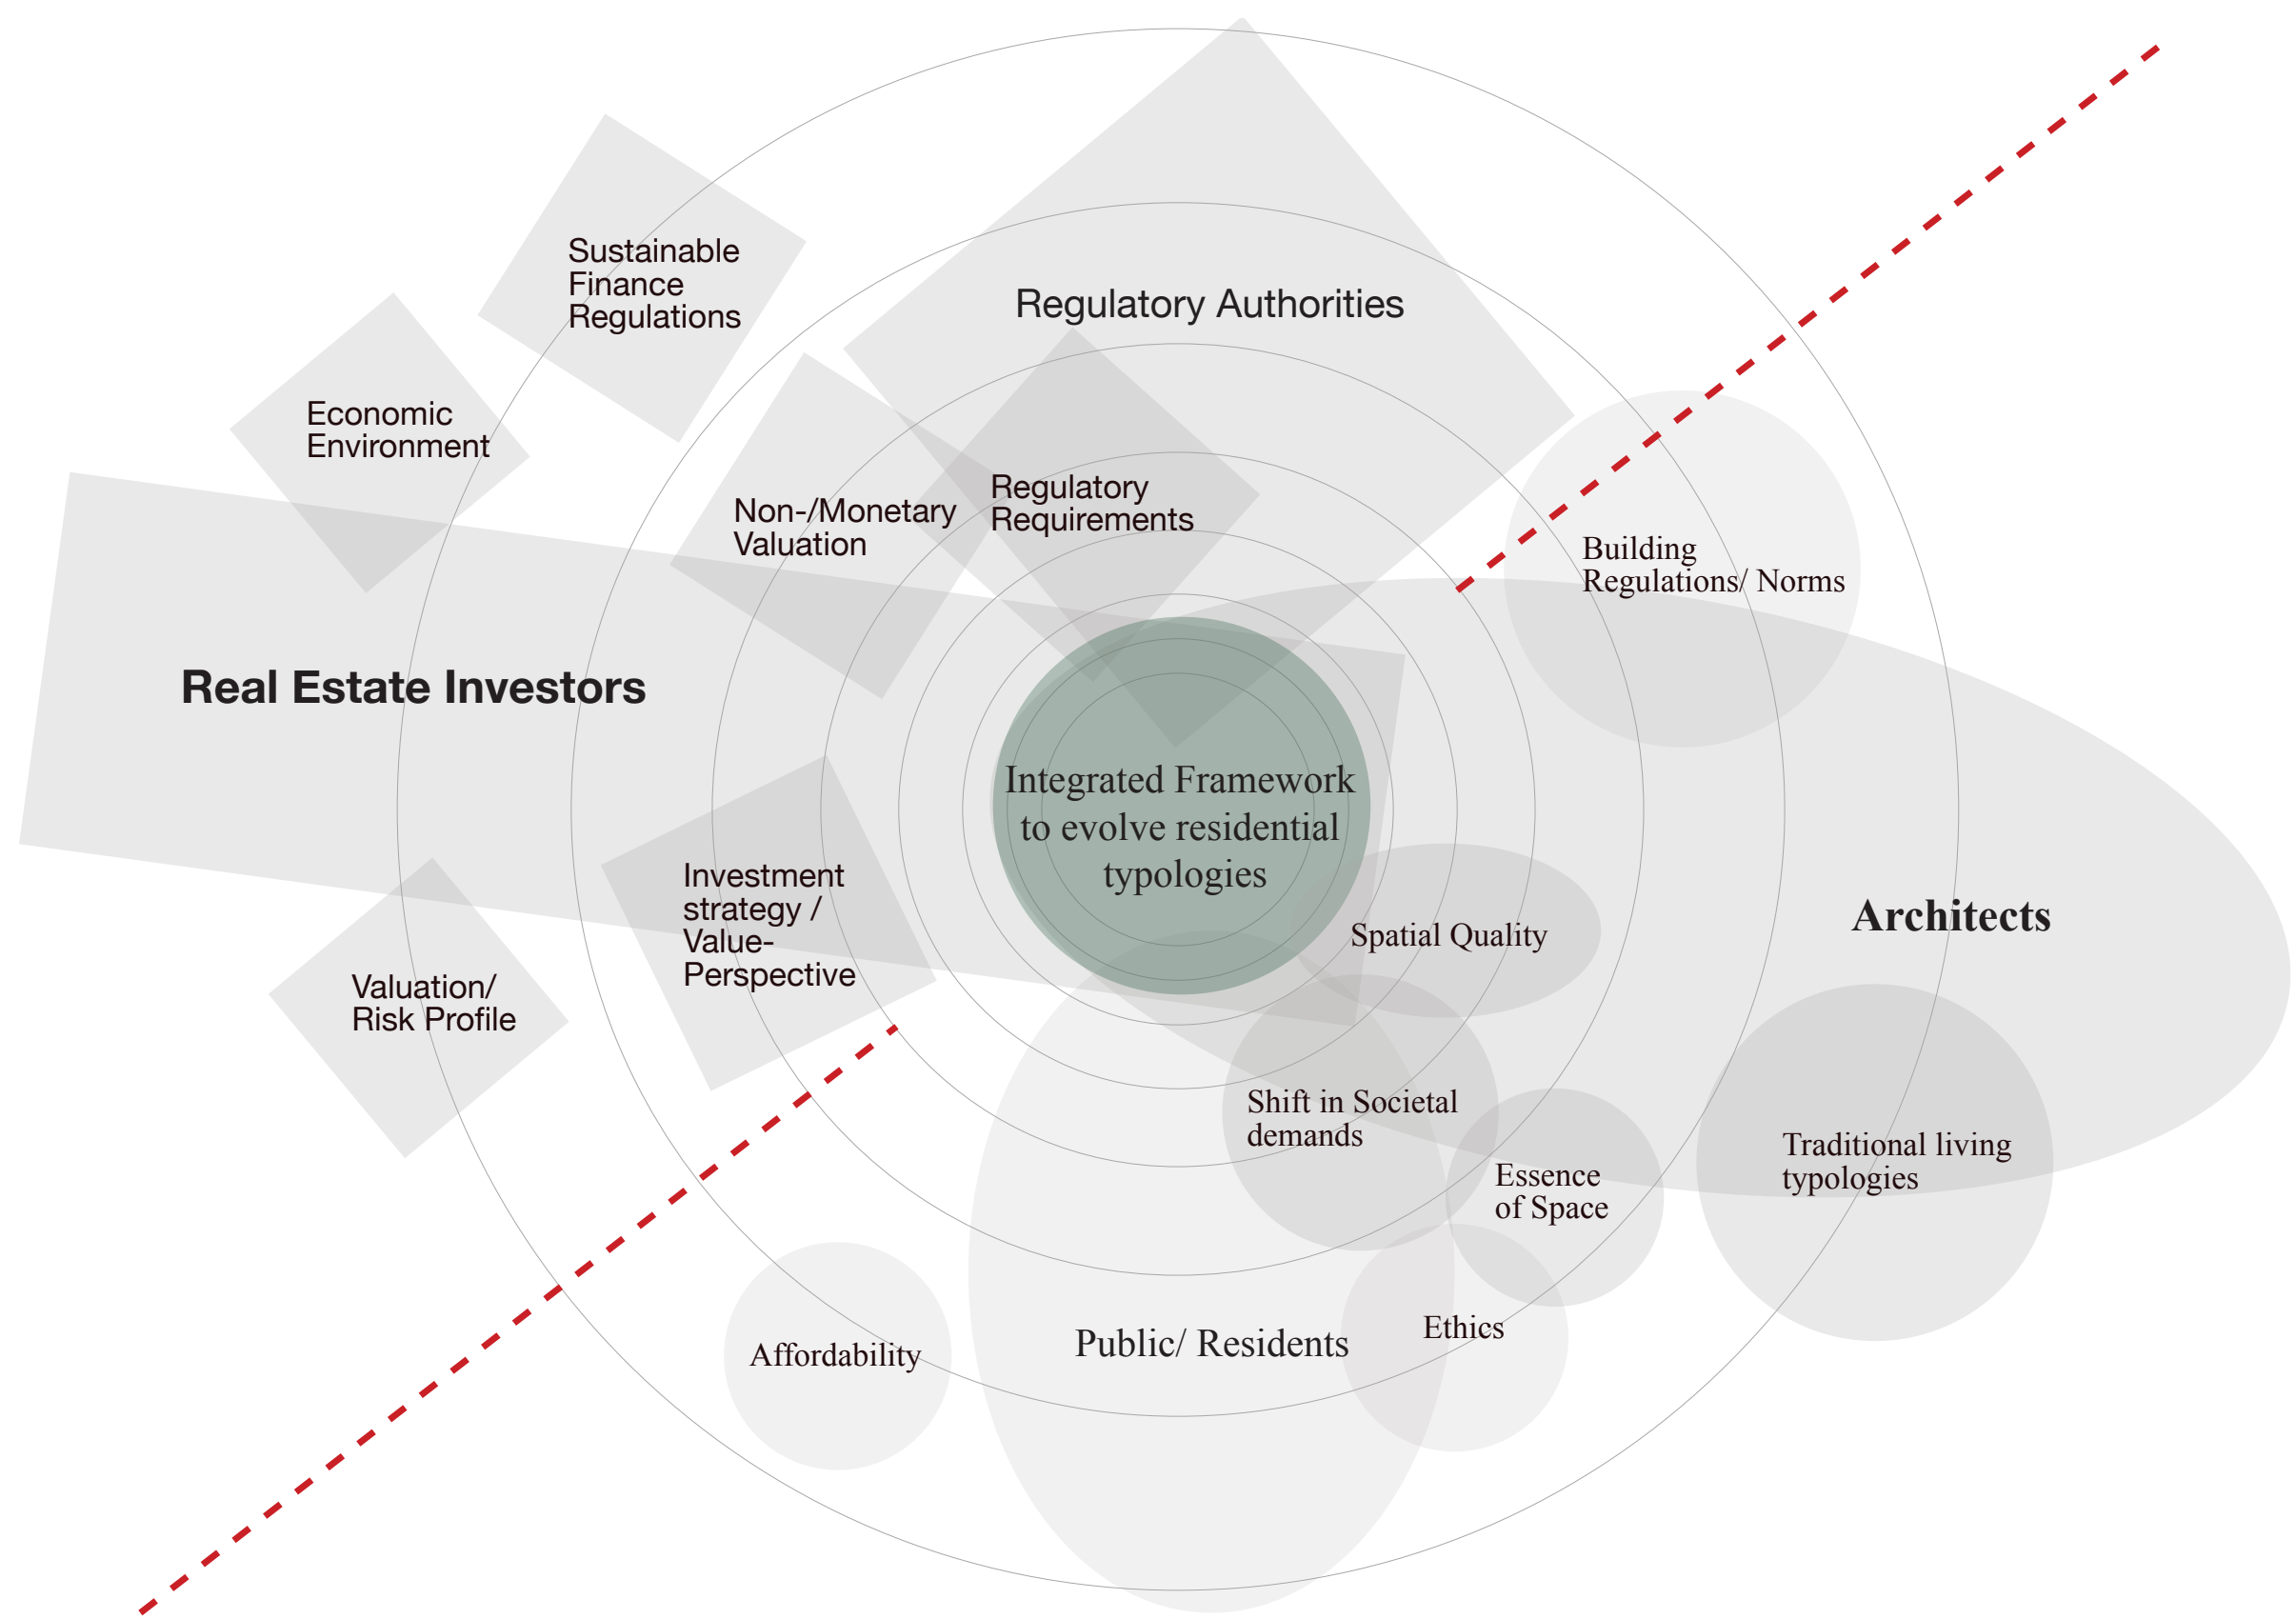 Sustainable
Finance
Regulations
Regulatory Authorities
Economic
Environment
Non-/Monetary
Valuation
Regulatory
Requirements
Building
Regulations/ Norms
Real Estate Investors
Integrated Framework
to evolve residential
typologies
Investment
strategy /
Value-
Perspective
Spatial Quality
Architects
Valuation/
Risk Profile
Shift in Societal
demands
Essence
of Space
Traditional living
typologies
Ethics
Public/ Residents
Affordability